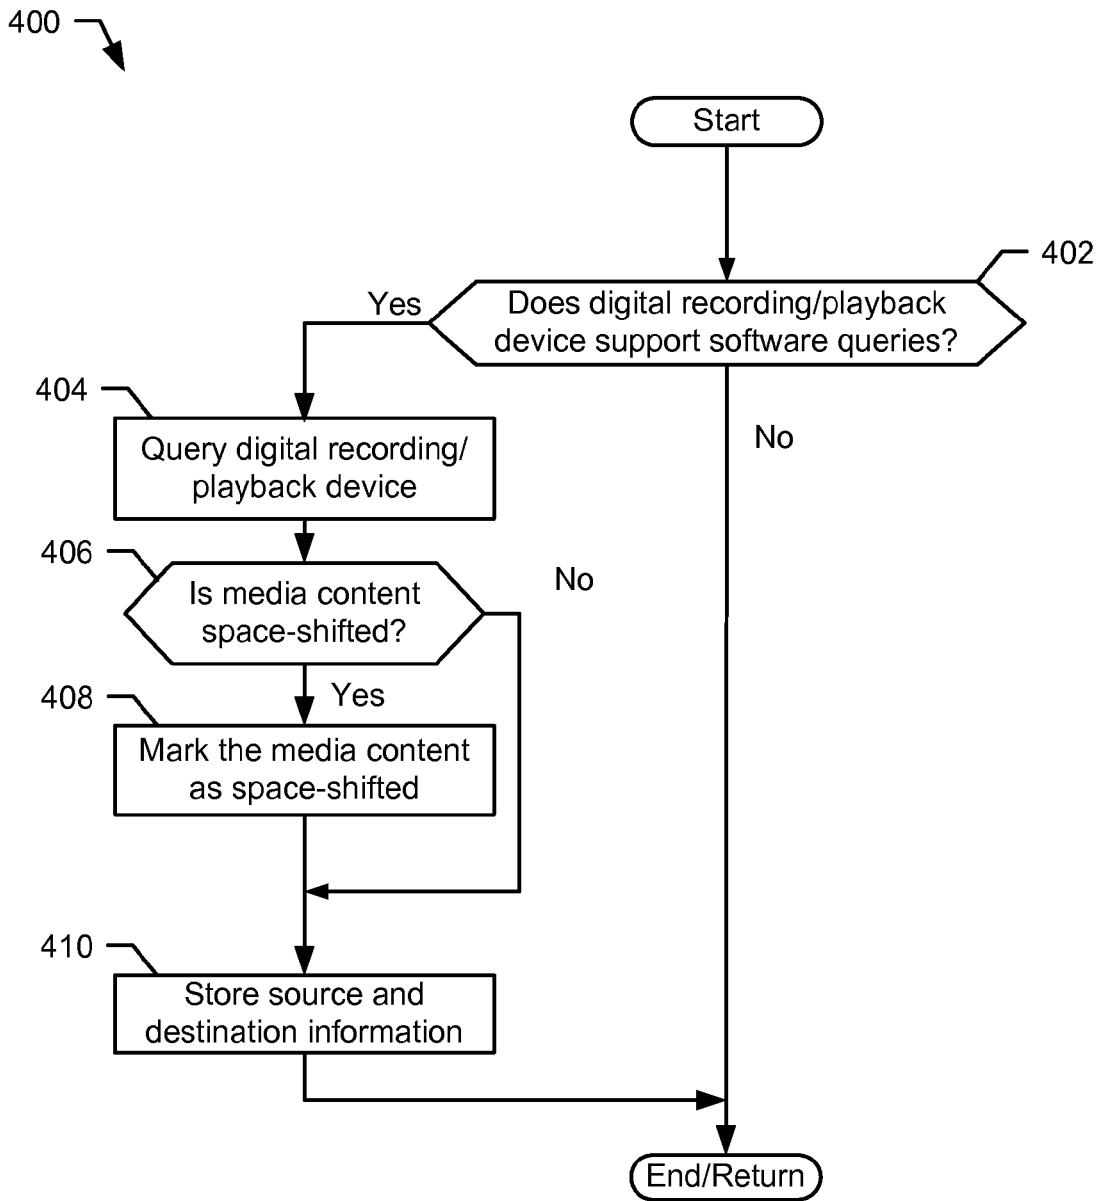 400
Start
402
Does digital recording/playback
device support software queries?
Yes
No
404
Query digital recording/
playback device
406
Is media content
space-shifted?
No
Yes
408
Mark the media content
as space-shifted
410
Store source and
destination information
End/Return